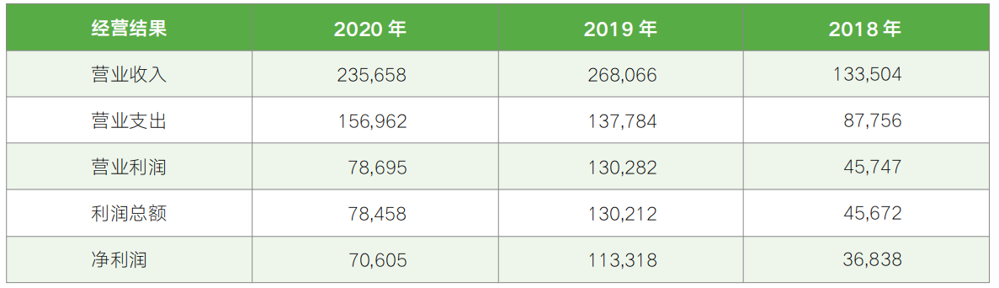 经营结果 2020 年 2019 年 2018 年
营业收入 235,658 268,066 133,504
营业支出 156,962 137,784 87,756
营业利润 78,695 130,282 45,747
利润总额 78,458 130,212 45,672
净利润 70,605 113,318 36,838